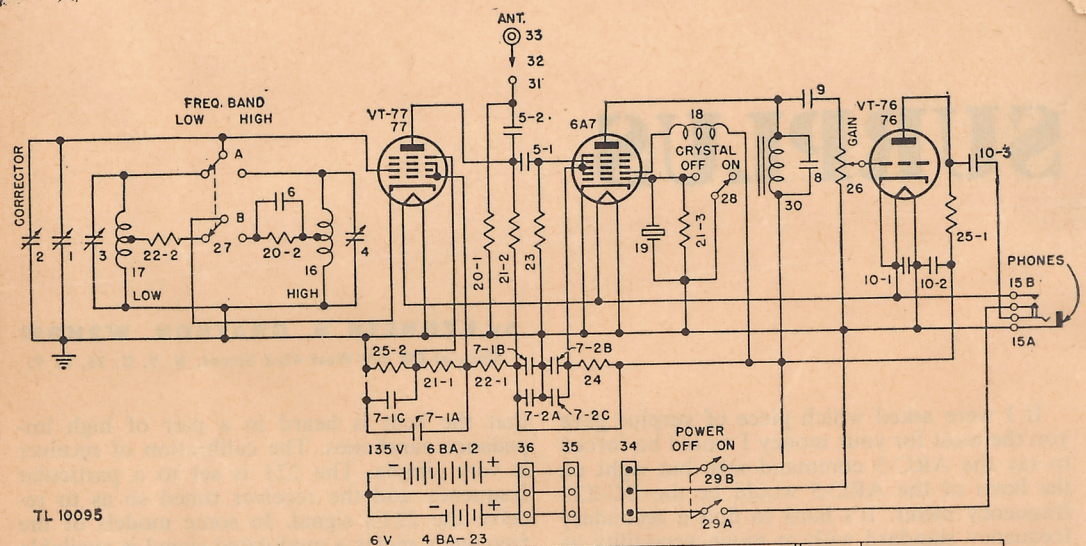 ANT.
33
32
31
FREQ. BAND
LOW HIGH
VT-77
77
5-2
5-1
6A7
18
CRYSTAL
OFF ON
28
9
GAIN
VT-76
76
10-3
8
26
30
CORRECTOR
A
B
27
6
2
1
3
22-2
20-2
4
17
16
LOW
HIGH
20-1
21-2
23
19
21-3
25-1
10-1
10-2
PHONES
15B
15A
25-2
7-1B
7-2B
21-1
22-1
24
7-1C
7-1A
7-2A
7-2C
135 V 6 BA-2
36
35
34
POWER
OFF ON
29B
29A
6 V 4 BA-23
TL 10095